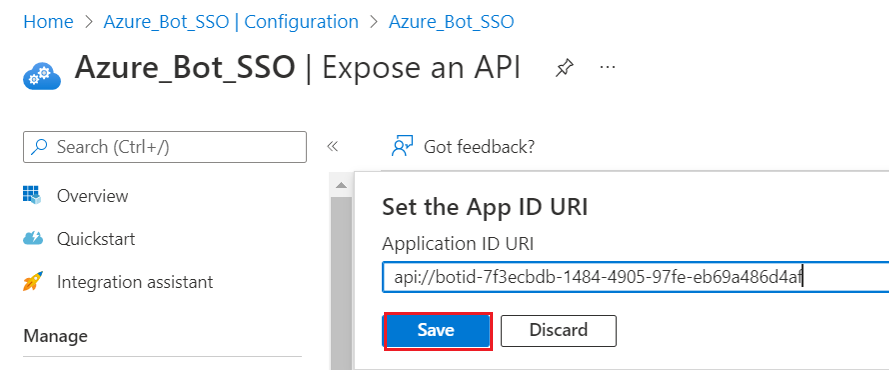 Home > Azure_Bot_SSO | Configuration > Azure_Bot_SSO
Azure_Bot_SSO | Expose an API
Search (Ctrl+/)
Got feedback?
Overview
Set the App ID URI
Quickstart
Application ID URI
Integration assistant
api://botid-7f3ecbdb-1484-4905-97fe-eb69a486d4af
Manage
Save
Discard